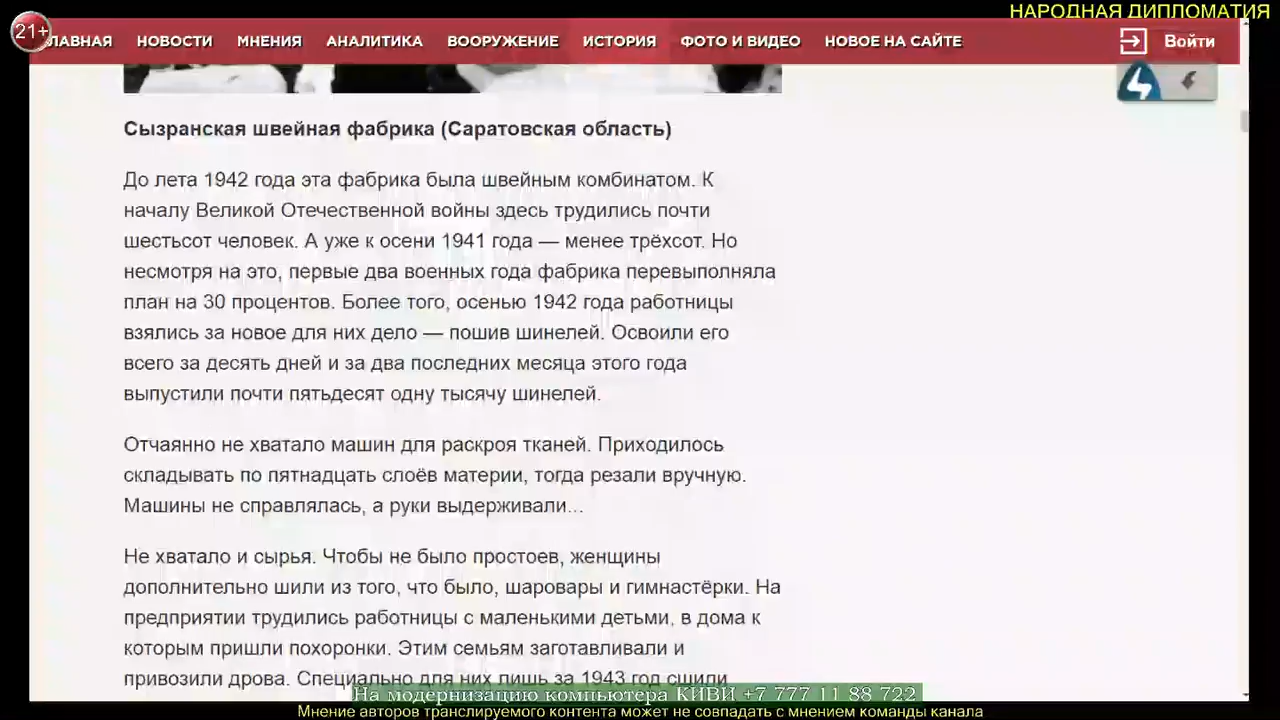 НАРОДНАЯ ДИПЛОМАТИЯ
21+
ЛАВНАЯ НОВОСТИ МНЕНИЯ АНАЛИТИКА ВООРУЖЕНИЕ ИСТОРИЯ ФОТО И ВИДЕО НОВОЕ НА САЙТЕ Войти
Сызранская швейная фабрика (Саратовская область)
До лета 1942 года эта фабрика была швейным комбинатом. К
началу Великой Отечественной войны здесь трудились почти
шестьсот человек. А уже к осени 1941 года — менее трёхсот. Но
несмотря на это, первые два военных года фабрика перевыполняла
план на 30 процентов. Более того, осенью 1942 года работницы
взялись за новое для них дело — пошив шинелей. Освоили его
всего за десять дней и за два последних месяца этого года
выпустили почти пятьдесят одну тысячу шинелей.
Отчаянно не хватало машин для раскроя тканей. Приходилось
складывать по пятнадцать слоёв материи, тогда резали вручную.
Машины не справлялась, а руки выдерживали...
Не хватало и сырья. Чтобы не было простоев, женщины
дополнительно шили из того, что было, шаровары и гимнастёрки. На
предприятии трудились работницы с маленькими детьми, в дома к
которым пришли похоронки. Этим семьям заготавливали и
привозили дрова. Специально для них лишь за 1943 год сшили
На модернизацию компьютера КИВИ +7 777 11 88 722
Мнение авторов транслируемого контента может не совпадать с мнением команды канала